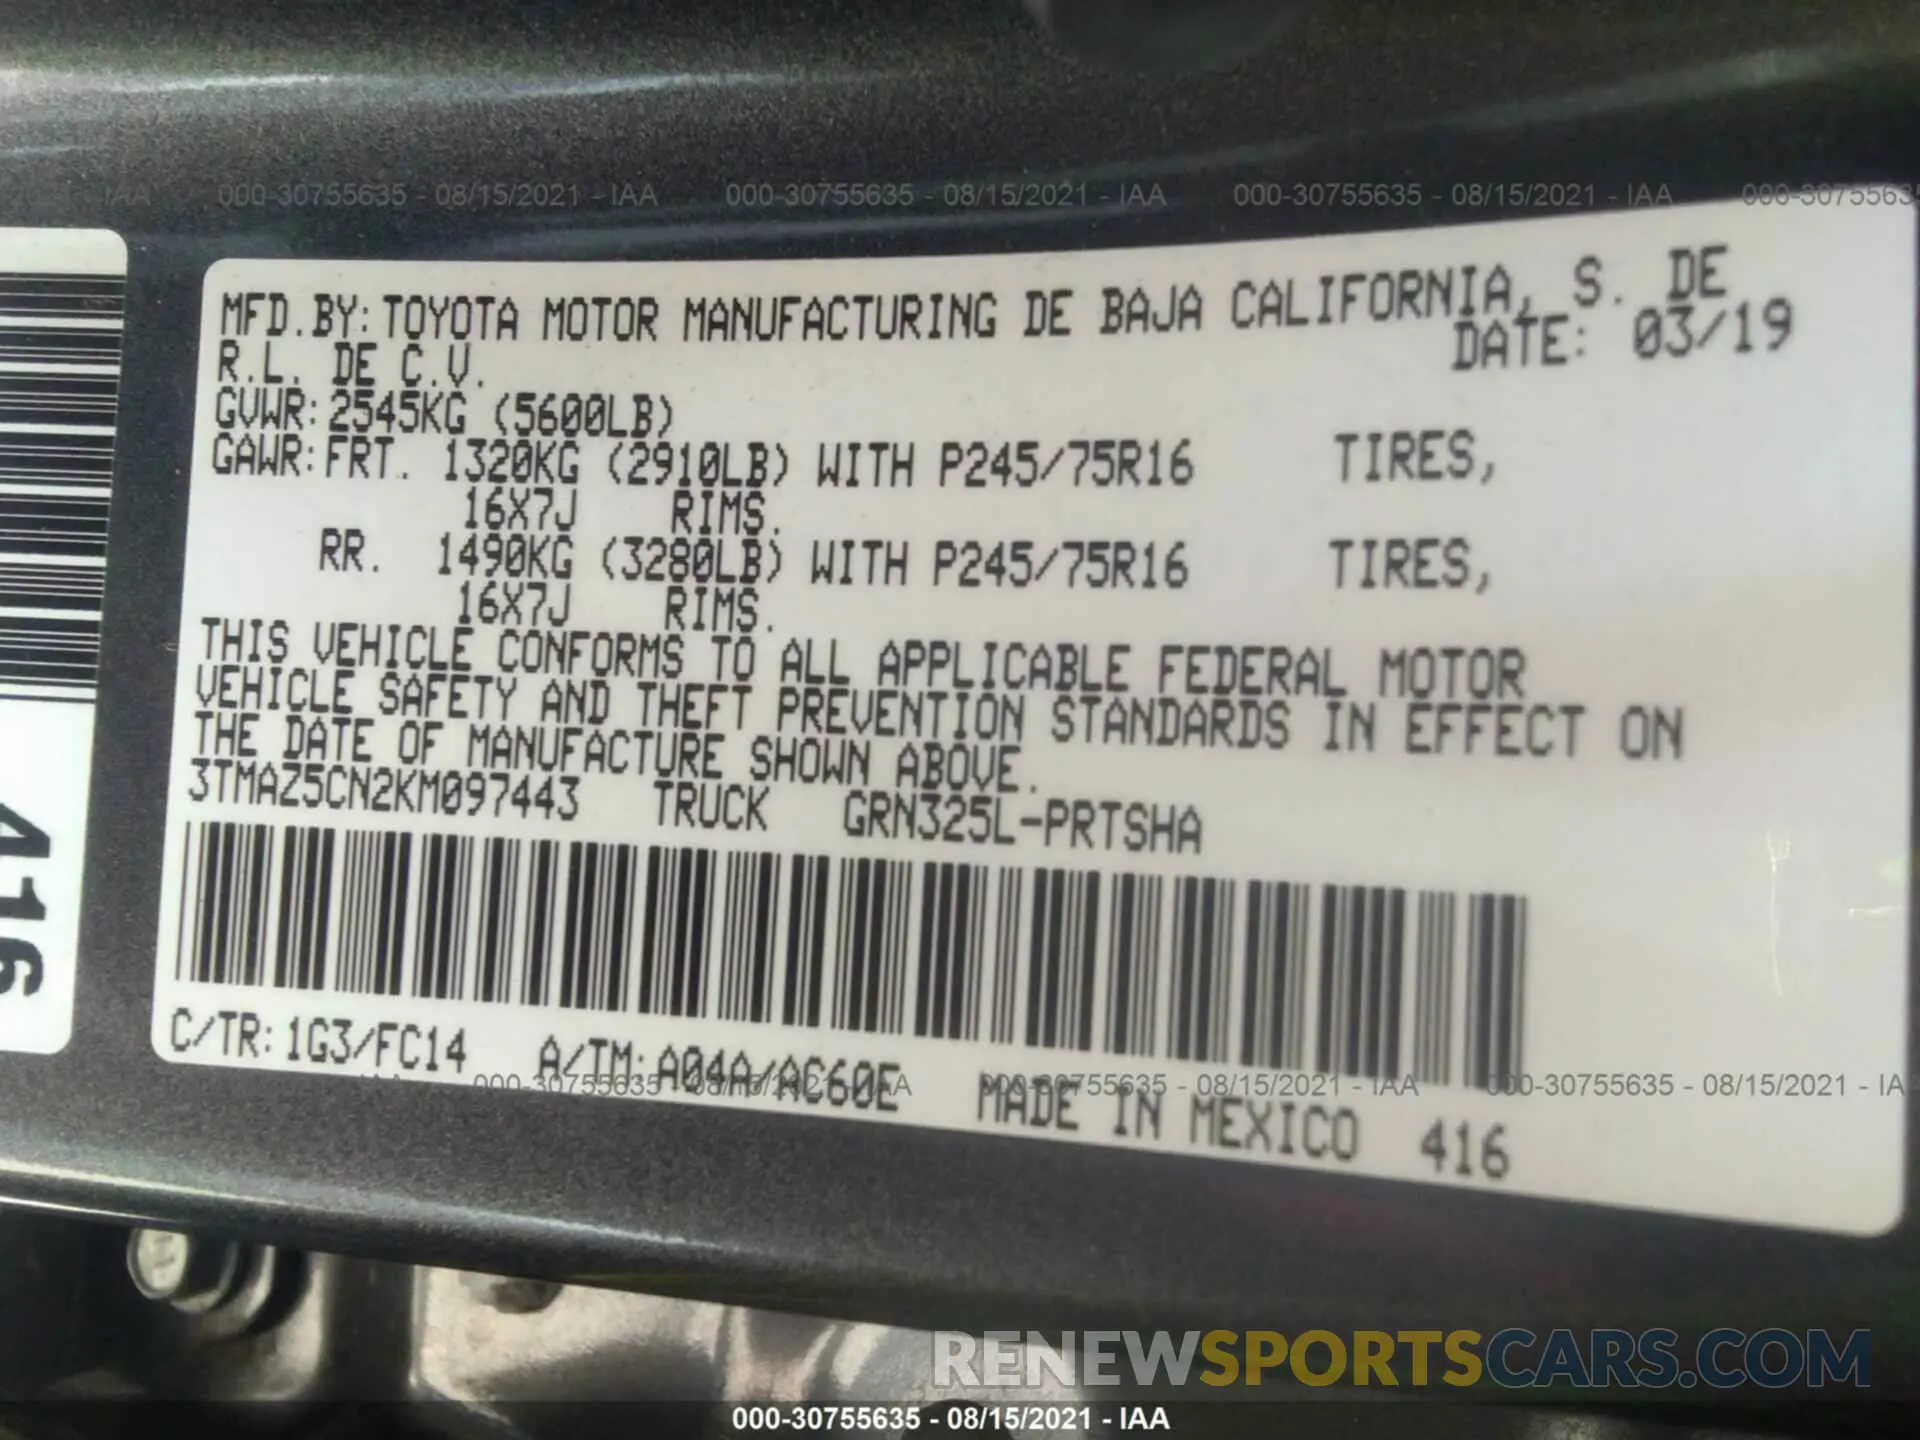 000-30755635 - 08/15/2021 - IAA 000-30755635 - 08/15/2021 - IAA 000-30755635 - 08/15/2021 - IAA
MFD.BY:TOYOTA MOTOR MANUFACTURING DE BAJA CALIFORNIA, S. DE
R.L. DE C.V. DATE: 03/19
GVWR:2545KG (5600LB)
GAWR:FRT. 1320KG (2910LB) WITH P245/75R16 TIRES,
16X7J RIMS.
RR. 1490KG (3280LB) WITH P245/75R16 TIRES,
16X7J RIMS.
THIS VEHICLE CONFORMS TO ALL APPLICABLE FEDERAL MOTOR
VEHICLE SAFETY AND THEFT PREVENTION STANDARDS IN EFFECT ON
THE DATE OF MANUFACTURE SHOWN ABOVE.
3TMAZ5CN2KM097443 TRUCK GRN325L-PRTSHA
416
C/TR:1G3/FC14 A/TM:A04A/AC60E MADE IN MEXICO 416
000-30755635 - 08/15/2021 - IAA 000-30755635 - 08/15/2021 - IAA 000-30755635 - 08/15/2021 - IA
RENEWSPORTSCARS.COM
000-30755635 - 08/15/2021 - IAA